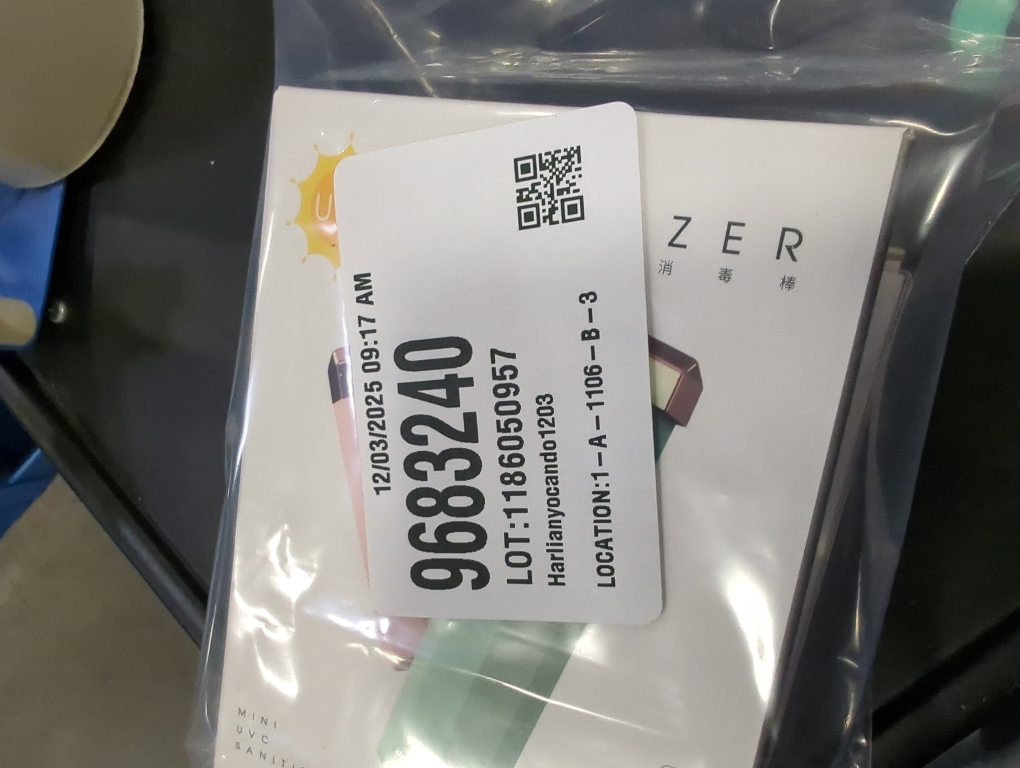 12/03/2025 09:17 AM
9683240
LOT:1186050957
Harlianyocando1203
LOCATION:1-A-1106-B-3
U
ZER
消毒棒
MINI
UVC